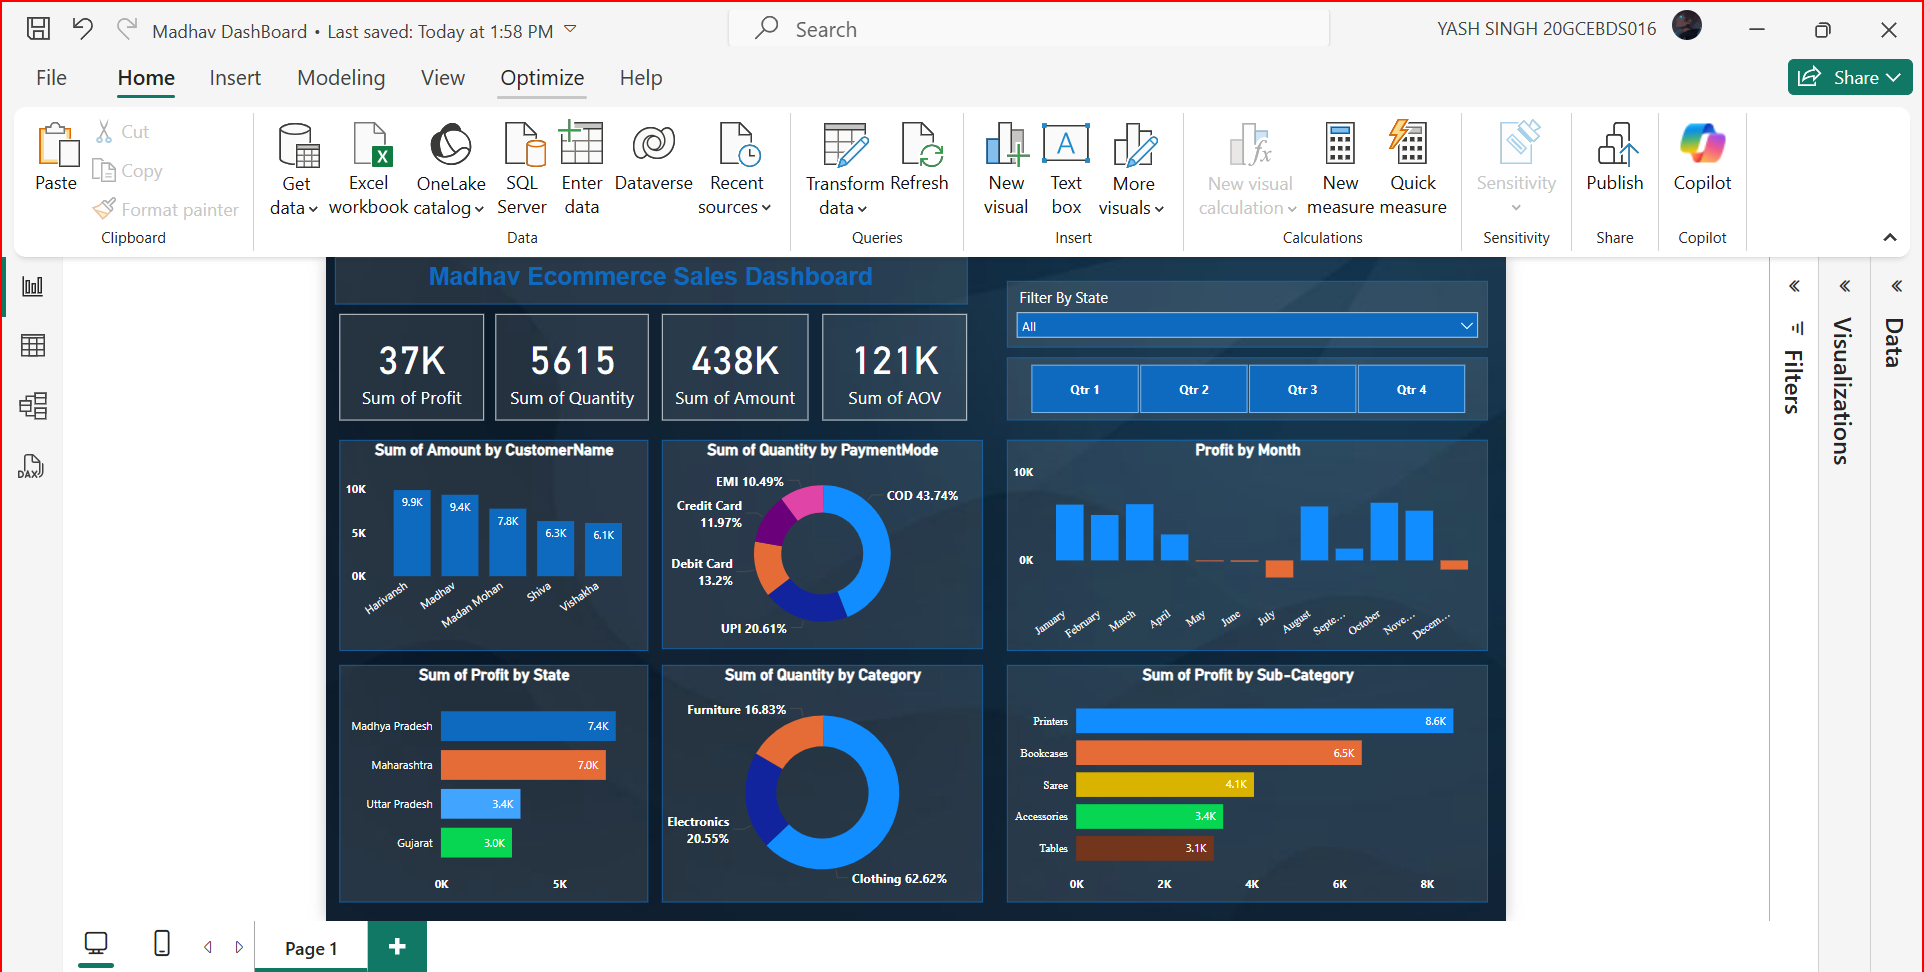 Madhav DashBoard • Last saved: Today at 1:58 PM
Search
YASH SINGH 20GCEBDS016
File Home Insert Modeling View Optimize Help
Share
Paste
Cut
Copy
Format painter
Clipboard
Get data
Excel workbook
OneLake catalog
SQL Server
Enter data
Dataverse
Recent sources
Data
Transform data
Refresh
Queries
New visual
Text box
More visuals
Insert
New visual calculation
New measure
Quick measure
Calculations
Sensitivity
Sensitivity
Publish
Share
Copilot
Copilot
DAX
Madhav Ecommerce Sales Dashboard
37K
Sum of Profit
5615
Sum of Quantity
438K
Sum of Amount
121K
Sum of AOV
Filter By State
All
Qtr 1 Qtr 2 Qtr 3 Qtr 4
Sum of Amount by CustomerName
10K
5K
0K
9.9K
9.4K
7.8K
6.3K
6.1K
Harivansh
Madhav
Madan Mohan
Shiva
Vishakha
Sum of Quantity by PaymentMode
EMI 10.49%
COD 43.74%
Credit Card
11.97%
Debit Card
13.2%
UPI 20.61%
Profit by Month
10K
0K
January
February
March
April
May
June
July
August
Septe...
October
Nove...
Decem...
Sum of Profit by State
Madhya Pradesh 7.4K
Maharashtra 7.0K
Uttar Pradesh 3.4K
Gujarat 3.0K
0K 5K
Sum of Quantity by Category
Furniture 16.83%
Electronics
20.55%
Clothing 62.62%
Sum of Profit by Sub-Category
Printers 8.6K
Bookcases 6.5K
Saree 4.1K
Accessories 3.4K
Tables 3.1K
0K 2K 4K 6K 8K
Filters
Visualizations
Data
Page 1